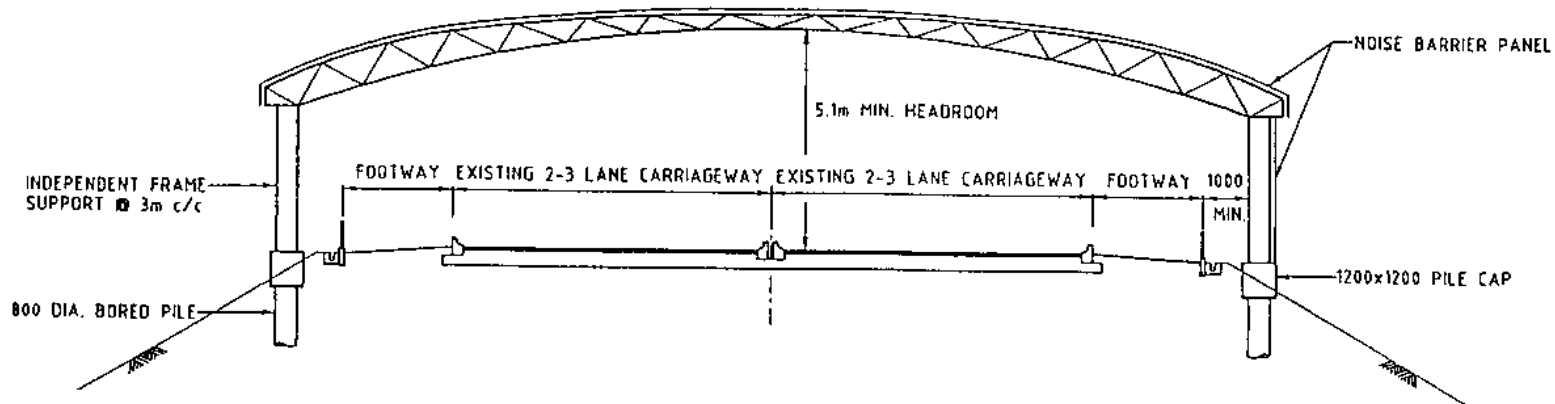 NOISE BARRIER PANEL
5.1m MIN. HEADROOM
FOOTWAY EXISTING 2-3 LANE CARRIAGEWAY EXISTING 2-3 LANE CARRIAGEWAY FOOTWAY 1000
MIN.
INDEPENDENT FRAME
SUPPORT @ 3m c/c
1200x1200 PILE CAP
800 DIA. BORED PILE